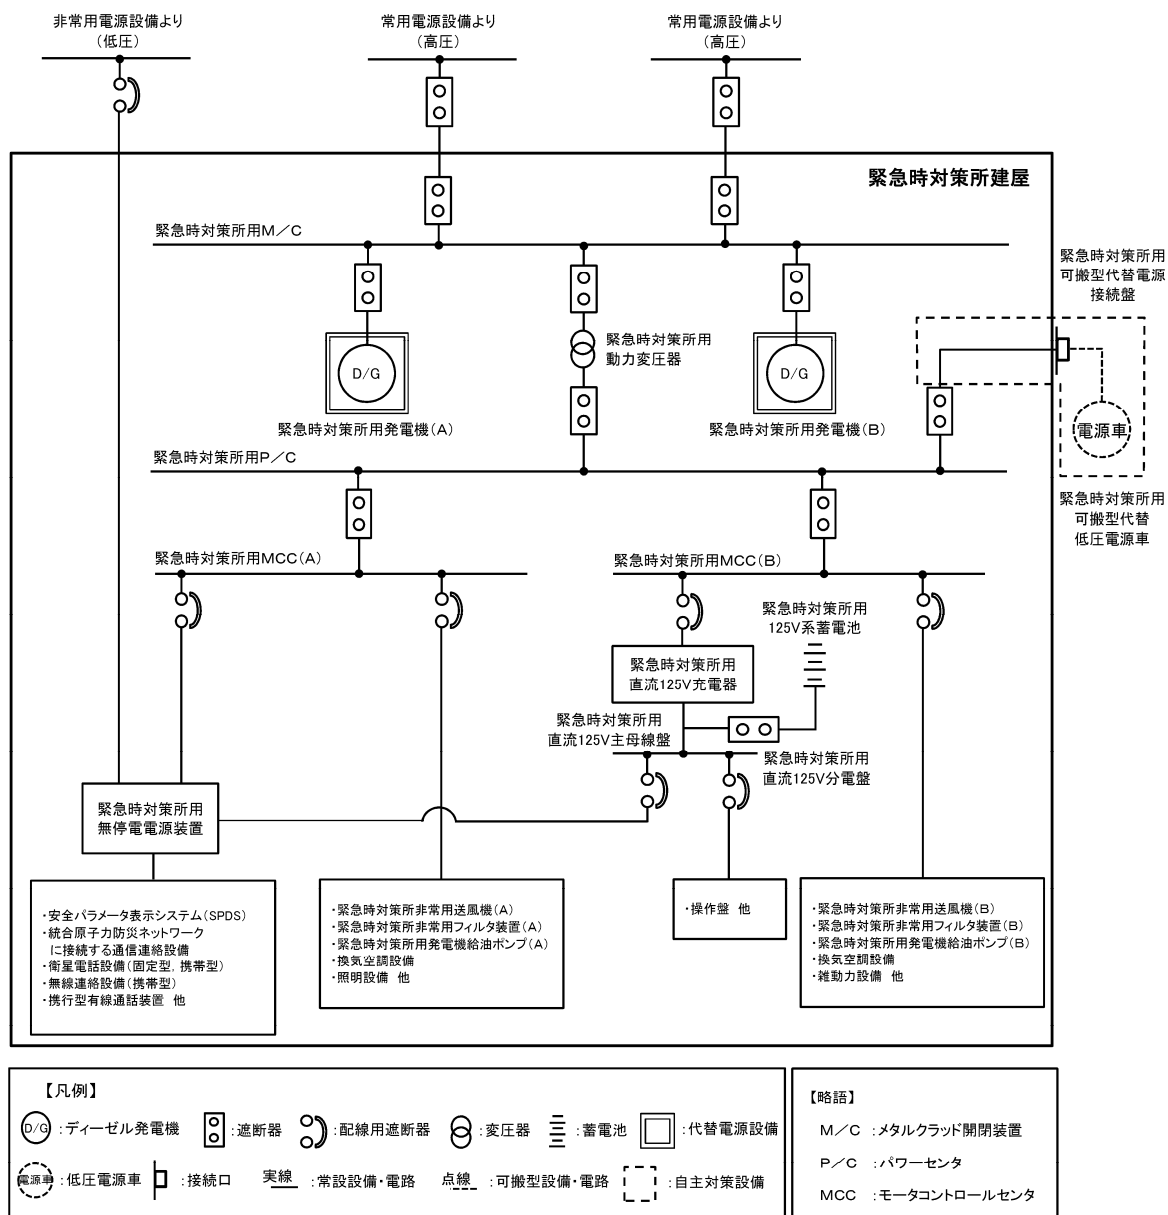 非常用電源設備より
(低圧)
常用電源設備より
(高圧)
常用電源設備より
(高圧)
緊急時対策所建屋
緊急時対策所用M／C
緊急時対策所用
動力変圧器
D/G
D/G
緊急時対策所用発電機(A)
緊急時対策所用発電機(B)
緊急時対策所用
可搬型代替電源
接続盤
電源車
緊急時対策所用
可搬型代替
低圧電源車
緊急時対策所用P／C
緊急時対策所用MCC(A)
緊急時対策所用MCC(B)
緊急時対策所用
125V系蓄電池
緊急時対策所用
直流125V充電器
緊急時対策所用
直流125V主母線盤
緊急時対策所用
直流125V分電盤
緊急時対策所用
無停電電源装置
・安全パラメータ表示システム(SPDS)
・統合原子力防災ネットワーク
に接続する通信連絡設備
・衛星電話設備(固定型，携帯型)
・無線連絡設備(携帯型)
・携行型有線通話装置 他
・緊急時対策所非常用送風機(A)
・緊急時対策所非常用フィルタ装置(A)
・緊急時対策所用発電機給油ポンプ(A)
・換気空調設備
・照明設備 他
・操作盤 他
・緊急時対策所非常用送風機(B)
・緊急時対策所非常用フィルタ装置(B)
・緊急時対策所用発電機給油ポンプ(B)
・換気空調設備
・雑動力設備 他
【凡例】
D/G :ディーゼル発電機 :遮断器 :配線用遮断器 :変圧器 :蓄電池 :代替電源設備
電源車 :低圧電源車 :接続口 実線 :常設設備・電路 点線 :可搬型設備・電路 :自主対策設備
【略語】
M／C :メタルクラッド開閉装置
P／C :パワーセンタ
MCC :モータコントロールセンタ